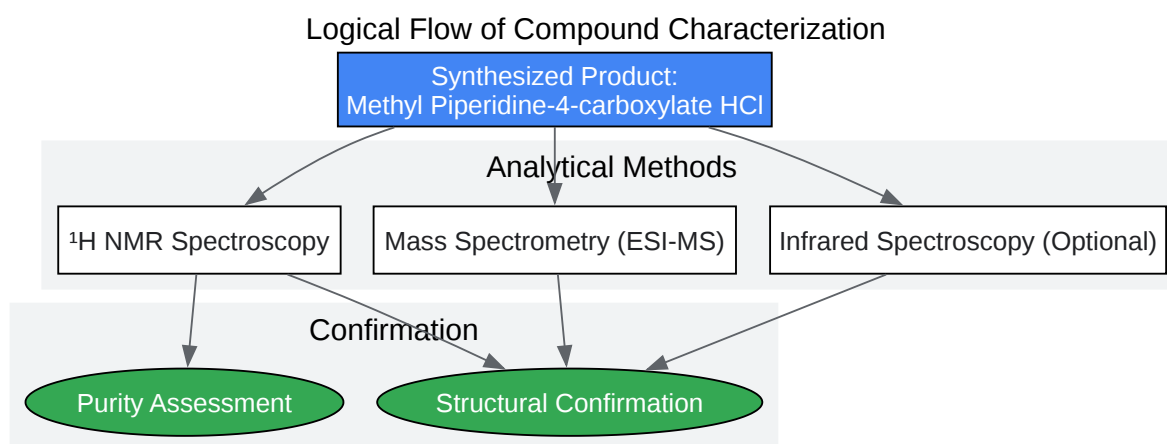 Logical Flow of Compound Characterization
Synthesized Product:
Methyl Piperidine-4-carboxylate HCl
Analytical Methods
¹H NMR Spectroscopy
Mass Spectrometry (ESI-MS)
Infrared Spectroscopy (Optional)
Confirmation
Purity Assessment
Structural Confirmation